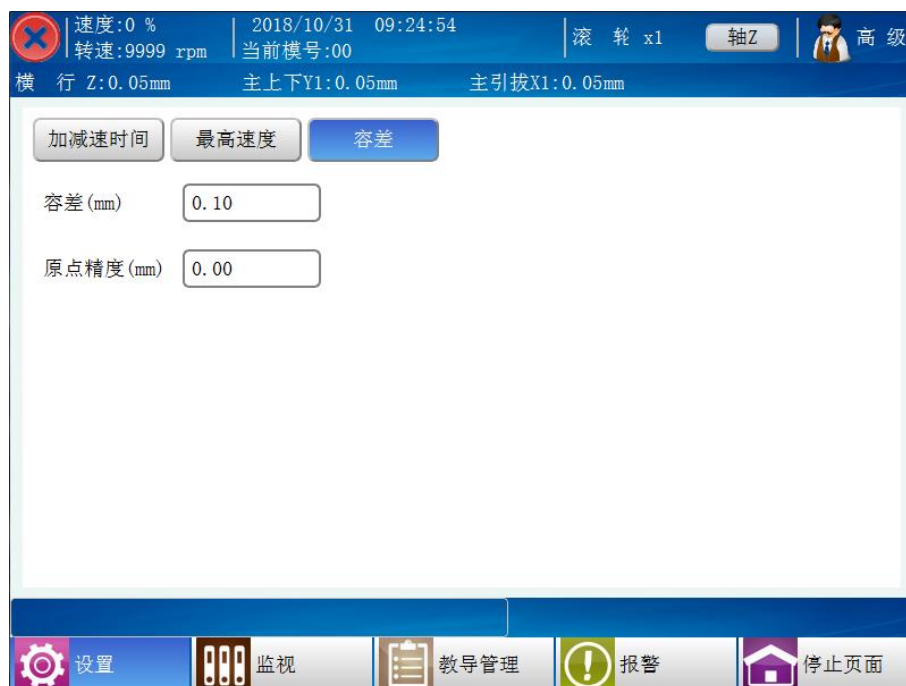 速度:0 %
2018/10/31 09:24:54
滚 轮 x1
轴Z
高 级
转速:9999 rpm
当前模号:00
横 行 Z:0.05mm
主上下Y1:0.05mm
主引拔X1:0.05mm
加减速时间
最高速度
容差
容差(mm)
0.10
原点精度(mm)
0.00
设置
监视
教导管理
报警
停止页面